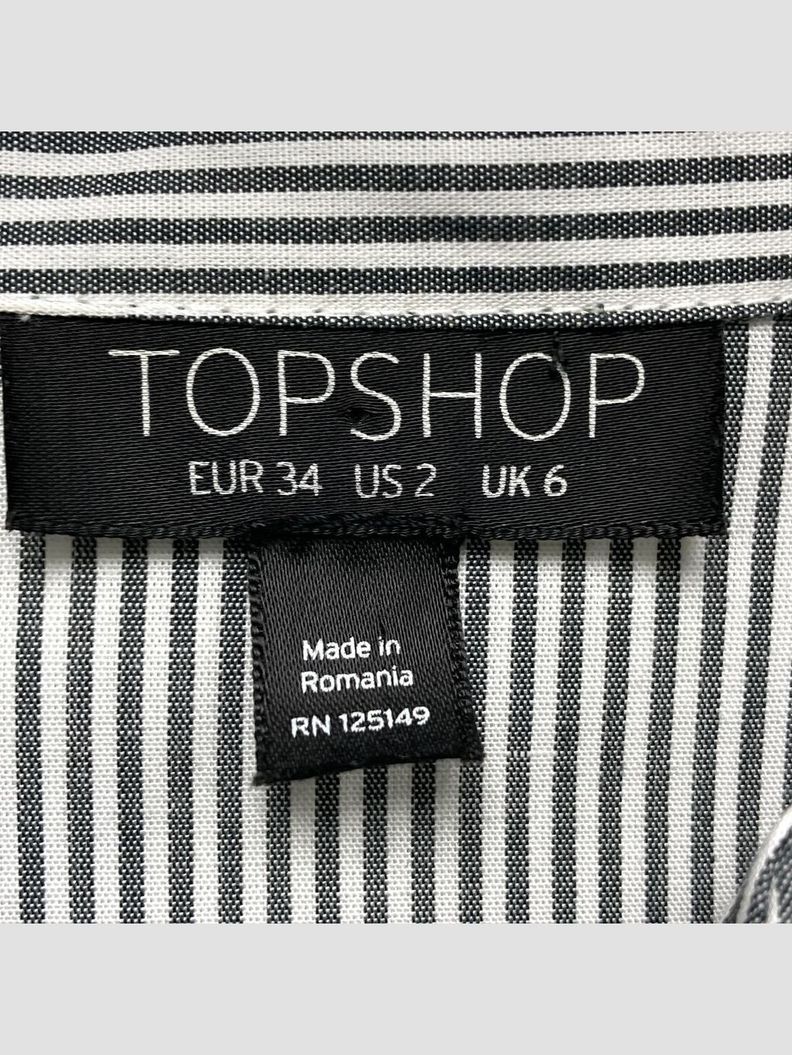 TOPSHOP
EUR 34 US 2 UK 6
Made in
Romania
RN 125149